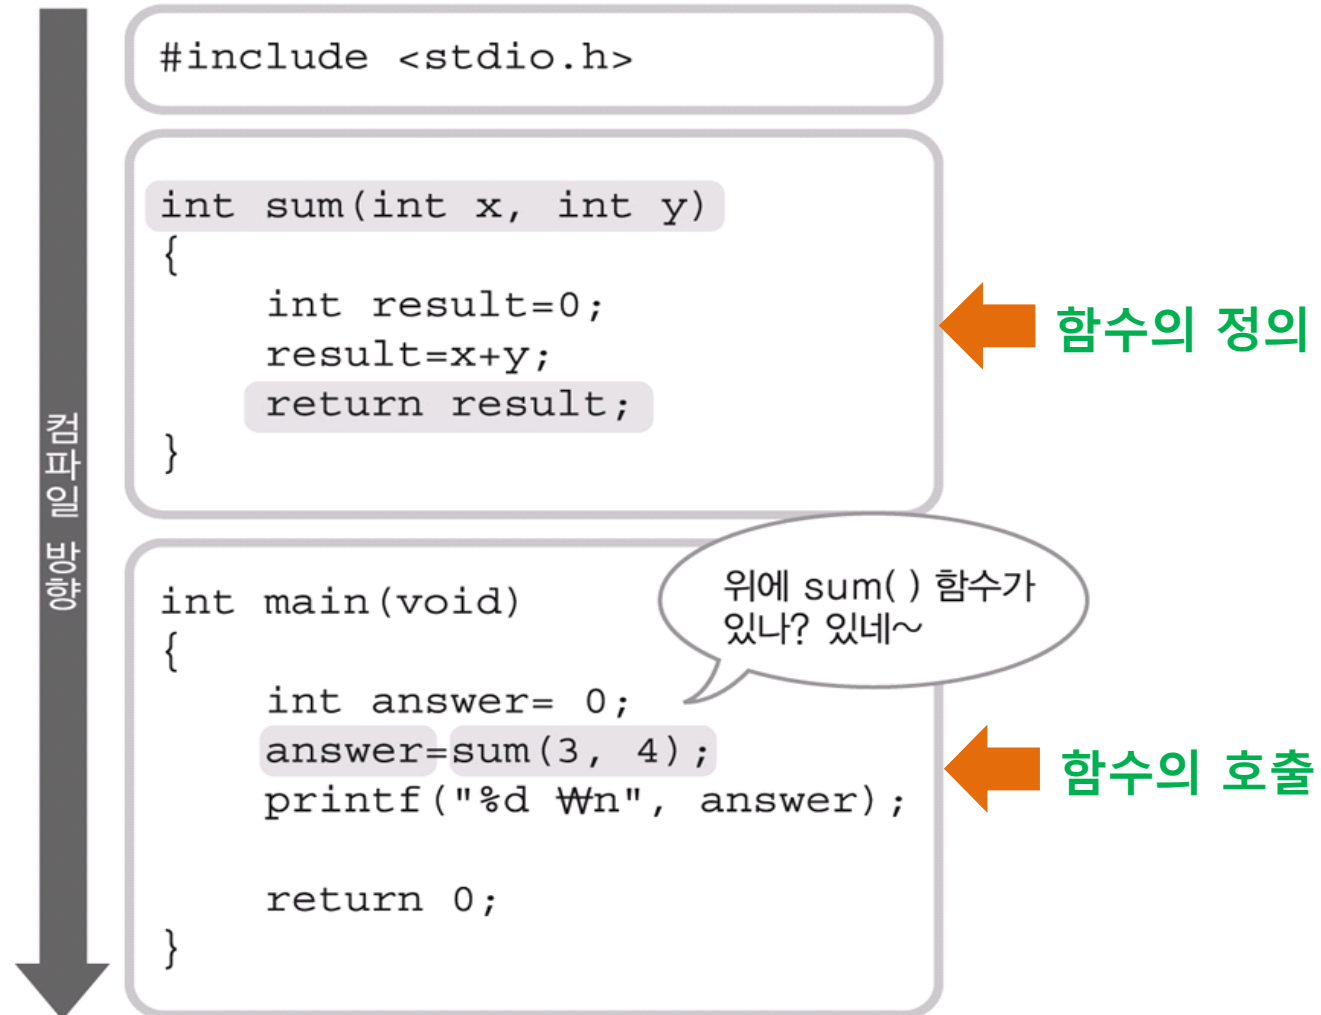 #include <stdio.h>
int sum(int x, int y)
{
int result=0;
result=x+y;
return result;
}
함수의 정의
컴파일 방향
int main(void)
{
위에 sum( ) 함수가
있나? 있네~
int answer= 0;
answer=sum(3, 4);
printf("%d ₩n", answer);
return 0;
}
함수의 호출